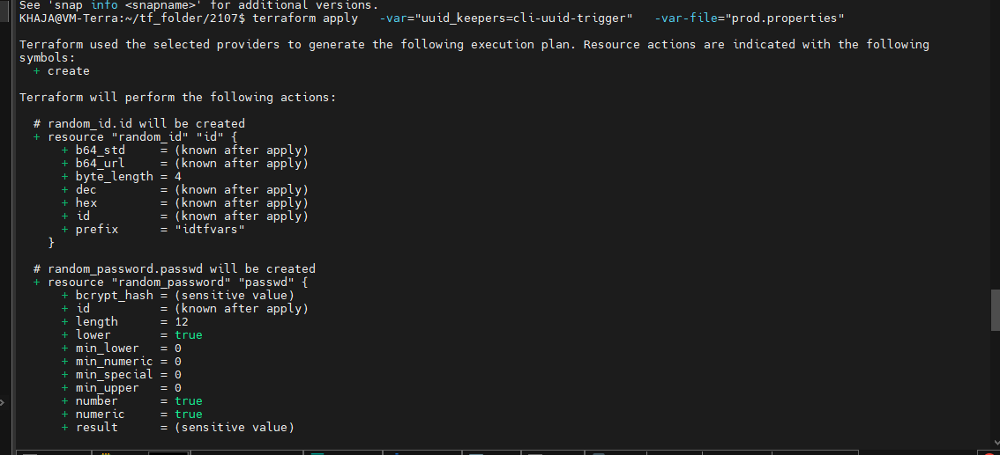 See 'snap info <snapname>' for additional versions.
KHAJA@VM-Terra:~/tf_folder/2107$ terraform apply   -var="uuid_keepers=cli-uuid-trigger"   -var-file="prod.properties"
Terraform used the selected providers to generate the following execution plan. Resource actions are indicated with the following
symbols:
  + create
Terraform will perform the following actions:
  # random_id.id will be created
  + resource "random_id" "id" {
      + b64_std     = (known after apply)
      + b64_url     = (known after apply)
      + byte_length = 4
      + dec         = (known after apply)
      + hex         = (known after apply)
      + id          = (known after apply)
      + prefix      = "idtfvars"
    }
  # random_password.passwd will be created
  + resource "random_password" "passwd" {
      + bcrypt_hash = (sensitive value)
      + id          = (known after apply)
      + length      = 12
      + lower       = true
      + min_lower   = 0
      + min_numeric = 0
      + min_special = 0
      + min_upper   = 0
      + number      = true
      + numeric     = true
      + result      = (sensitive value)